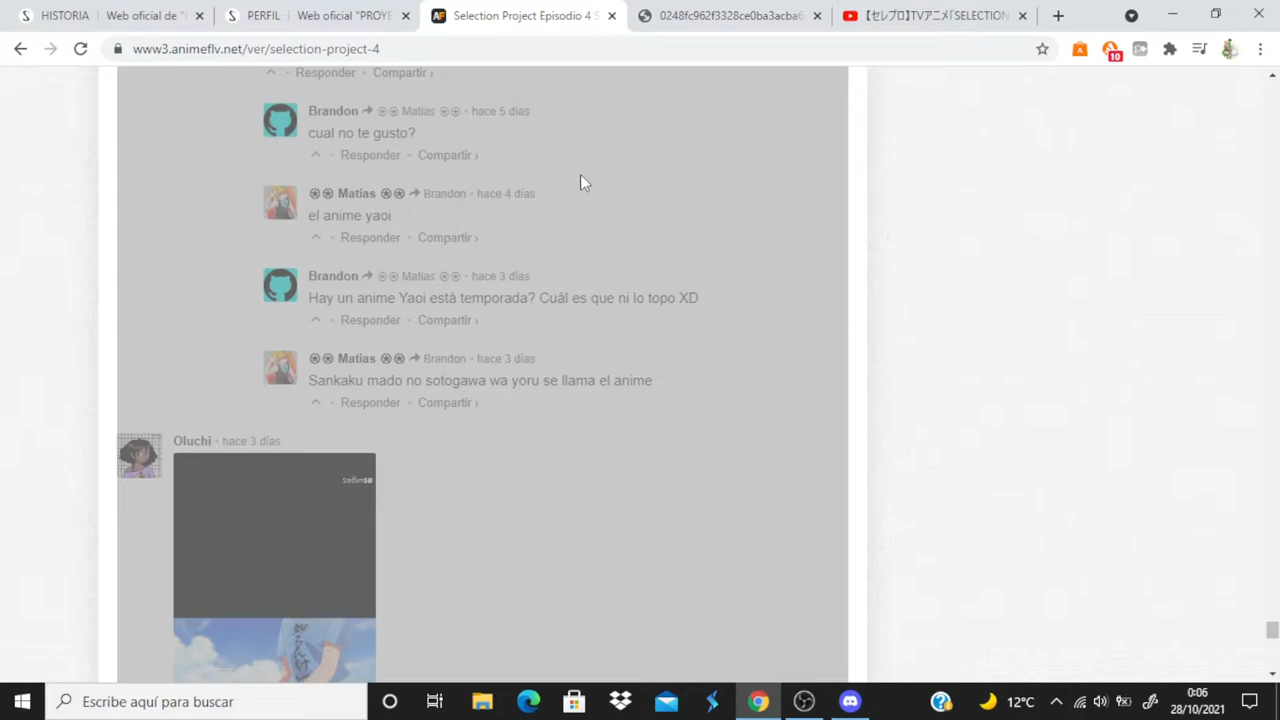 HISTORIA | Web oficial de "P
PERFIL | Web oficial "PROYE
Selection Project Episodio 4 S
0248fc962f3328ce0ba3acba6
【セレプロ】TVアニメ「SELECTION
www3.animeflv.net/ver/selection-project-4
10
Responder • Compartir ›
Brandon Matias • hace 5 días
cual no te gusto?
Responder • Compartir ›
Matias Brandon • hace 4 días
el anime yaoi
Responder • Compartir ›
Brandon Matias • hace 3 días
Hay un anime Yaoi está temporada? Cuál es que ni lo topo XD
Responder • Compartir ›
Matias Brandon • hace 3 días
Sankaku mado no sotogawa wa yoru se llama el anime
Responder • Compartir ›
Oluchi • hace 3 días
Escribe aquí para buscar
12°C
0:06
28/10/2021